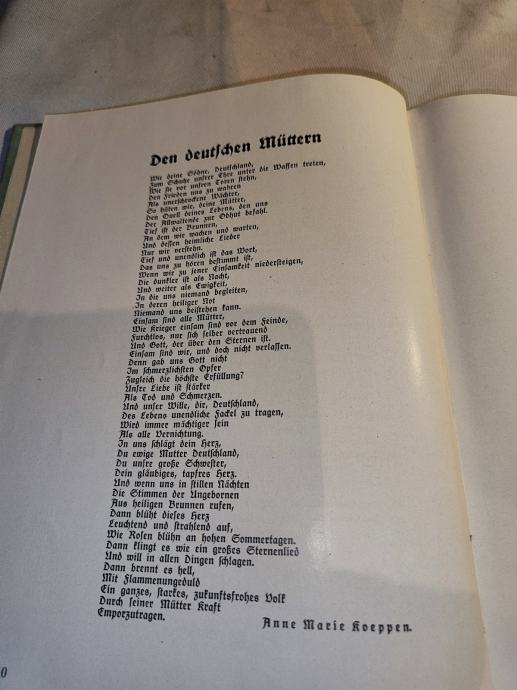 Den deutschen Müttern
Wie deine Söhne, Deutschland,
Zum Schutze unsrer Ehre unter die Waffen treten,
Wie sie vor unsren Toren stehn,
Den Frieden uns zu wahren
Als unerschrockene Wächter,
So hüten wir, deine Mütter,
Den Quell deines Lebens, den uns
Der Allwaltende zur Obhut befahl.
Tief ist der Brunnen,
An dem wir wachen und warten,
Und dessen heimliche Lieder
Nur wir verstehn.
Tief und unendlich ist das Wort,
Das uns zu hören bestimmt ist,
Wenn wir zu jener Einsamkeit niedersteigen,
Die dunkler ist als Nacht,
Und weiter als Ewigkeit,
In die uns niemand begleiten,
In deren heiliger Not
Niemand uns beistehen kann.
Einsam sind alle Mütter,
Wie Krieger einsam sind vor dem Feinde,
Furchtlos, nur sich selber vertrauend
Und Gott, der über den Sternen ist.
Einsam sind wir, und doch nicht verlassen.
Denn gab uns Gott nicht
Im schmerzlichsten Opfer
Zugleich die höchste Erfüllung?
Unsre Liebe ist stärker
Als Tod und Schmerzen.
Und unser Wille, dir, Deutschland,
Des Lebens unendliche Fackel zu tragen,
Wird immer mächtiger sein
Als alle Vernichtung.
In uns schlägt dein Herz,
Du ewige Mutter Deutschland,
Du unsre große Schwester,
Dein gläubiges, tapfres Herz.
Und wenn uns in stillen Nächten
Die Stimmen der Ungebornen
Aus heiligen Brunnen rufen,
Dann blüht dieses Herz
Leuchtend und strahlend auf,
Wie Rosen blühn an hohen Sommertagen.
Dann klingt es wie ein großes Sternenlied
Und will in allen Dingen schlagen.
Dann brennt es hell,
Mit Flammenungeduld
Ein ganzes, starkes, zukunftsfrohes Volk
Durch seiner Mütter Kraft
Emporzutragen.
Anne Marie Koeppen.
0